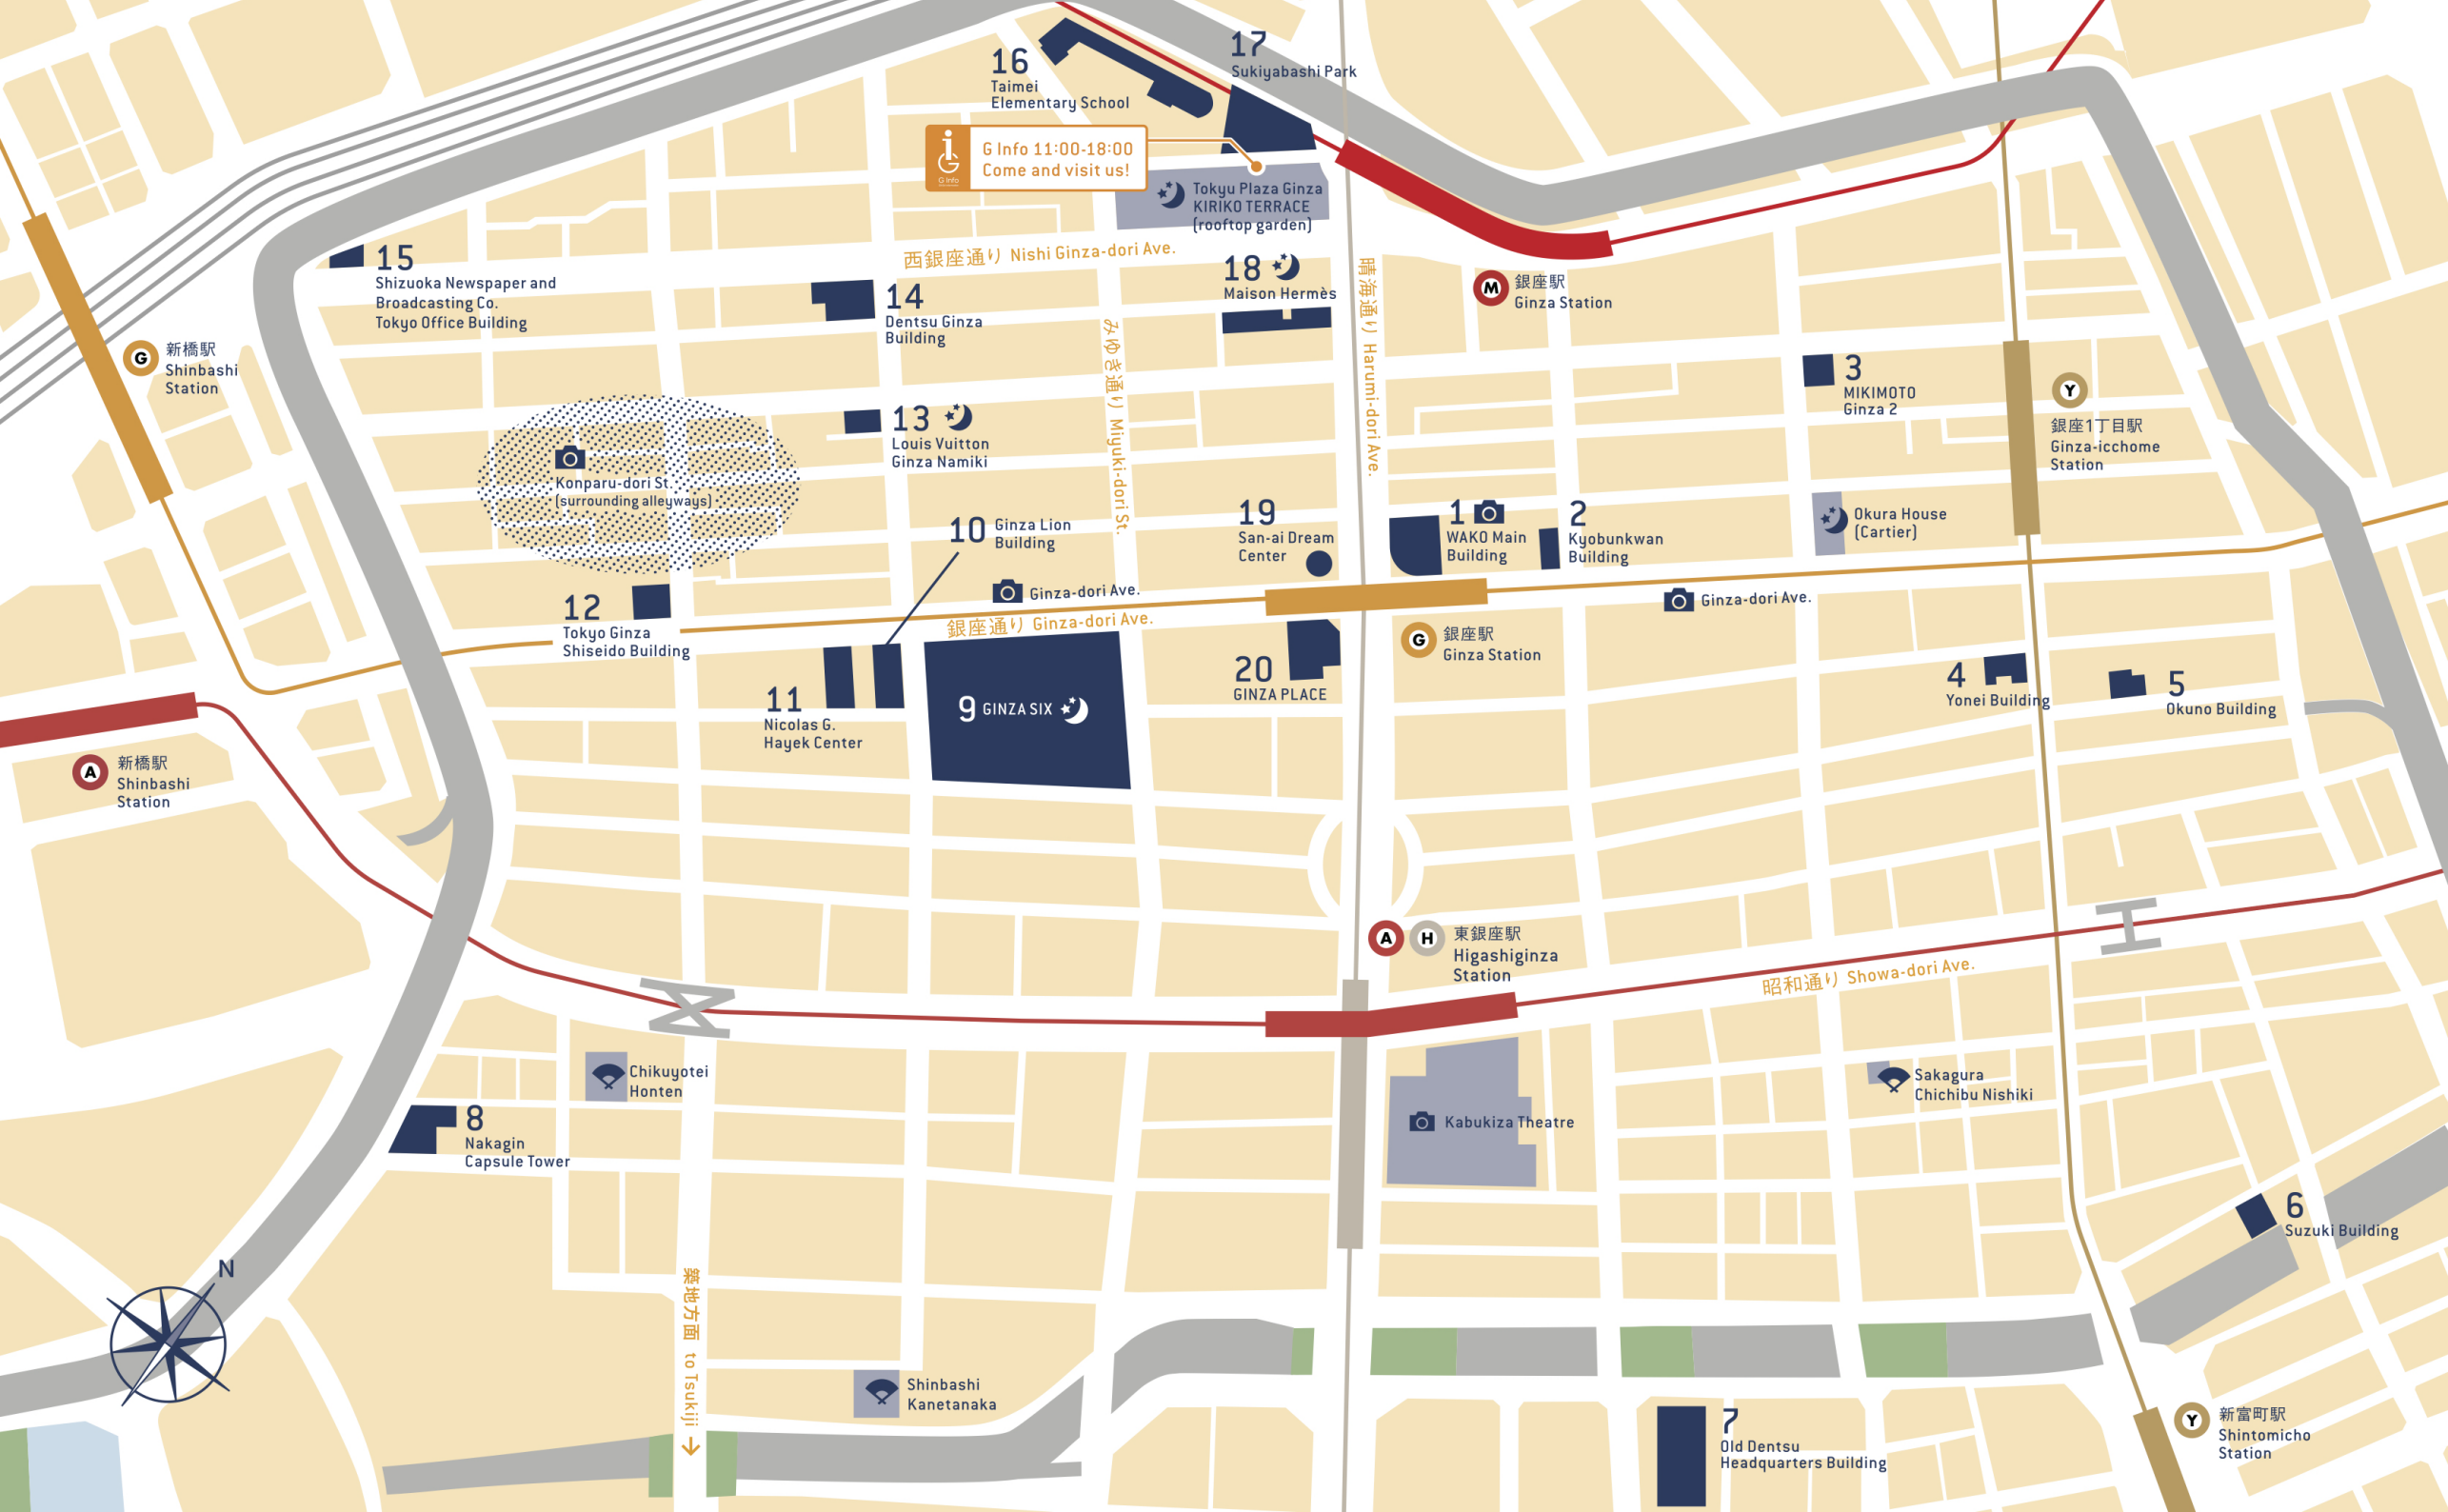 16
Taimei
Elementary School
17
Sukiyabashi Park
G Info 11:00-18:00
Come and visit us!
G Info
Tokyu Plaza Ginza
KIRIKO TERRACE
(rooftop garden)
15
Shizuoka Newspaper and
Broadcasting Co.
Tokyo Office Building
西銀座通り Nishi Ginza-dori Ave.
14
Dentsu Ginza
Building
18
Maison Hermès
晴海通り Harumi-dori Ave.
M
銀座駅
Ginza Station
みゆき通り Miyuki-dori St.
G
新橋駅
Shinbashi
Station
3
MIKIMOTO
Ginza 2
Y
銀座1丁目駅
Ginza-icchome
Station
13
Louis Vuitton
Ginza Namiki
Konparu-dori St.
(surrounding alleyways)
10
Ginza Lion
Building
19
San-ai Dream
Center
1
WAKO Main
Building
2
Kyobunkwan
Building
Okura House
(Cartier)
12
Tokyo Ginza
Shiseido Building
Ginza-dori Ave.
銀座通り Ginza-dori Ave.
Ginza-dori Ave.
G
銀座駅
Ginza Station
11
Nicolas G.
Hayek Center
9 GINZA SIX
20
GINZA PLACE
4
Yonei Building
5
Okuno Building
A
新橋駅
Shinbashi
Station
A
H
東銀座駅
Higashiginza
Station
昭和通り Showa-dori Ave.
Chikuyotei
Honten
8
Nakagin
Capsule Tower
Kabukiza Theatre
Sakagura
Chichibu Nishiki
6
Suzuki Building
N
築地方面 to Tsukiji
Shinbashi
Kanetanaka
7
Old Dentsu
Headquarters Building
Y
新富町駅
Shintomicho
Station